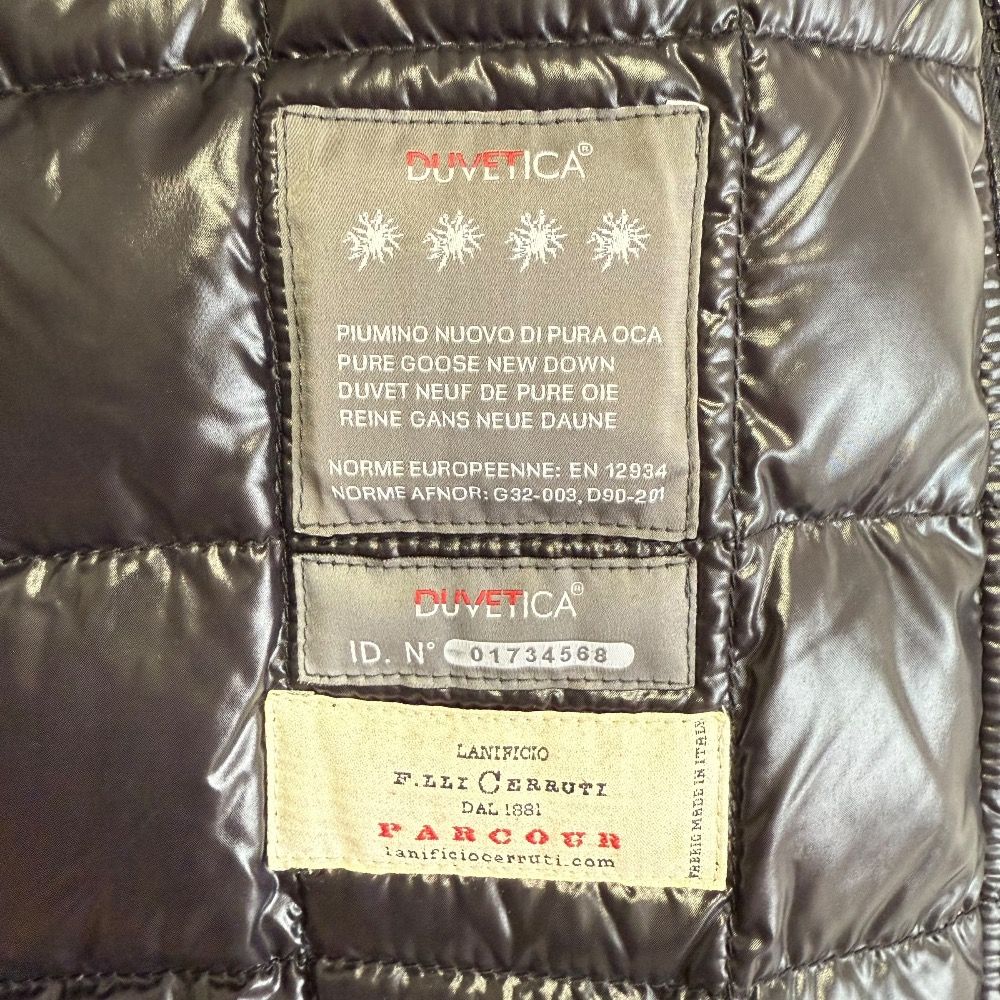 DUVETICA®
PIUMINO NUOVO DI PURA OCA
PURE GOOSE NEW DOWN
DUVET NEUF DE PURE OIE
REINE GANS NEUE DAUNE
NORME EUROPEENNE: EN 12934
NORME AFNOR: G32-003, D90-201
DUVETICA®
ID. N° 01734568
LANIFICIO
F.LLI CERRUTI
DAL 1881
PARCOUR
lanificiocerruti.com
FABRIC MADE IN ITALY